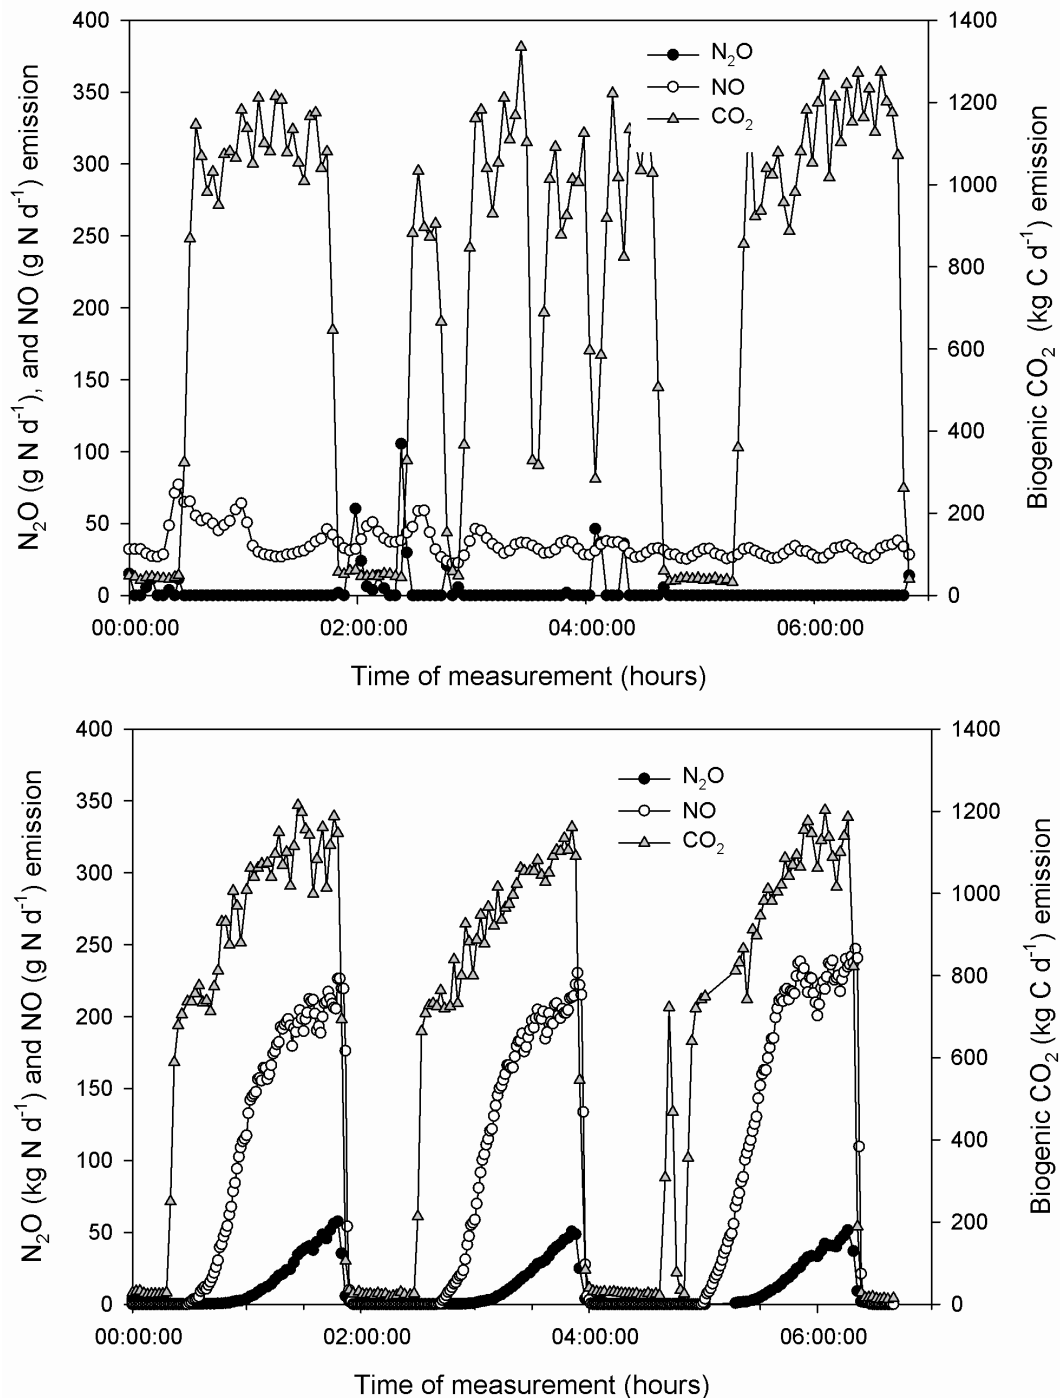 400
350
300
250
200
150
100
50
0
N₂O (g N d⁻¹), and NO (g N d⁻¹) emission
N₂O
NO
CO₂
1400
1200
1000
800
600
400
200
0
Biogenic CO₂ (kg C d⁻¹) emission
00:00:00 02:00:00 04:00:00 06:00:00
Time of measurement (hours)
400
350
300
250
200
150
100
50
0
N₂O (kg N d⁻¹) and NO (g N d⁻¹) emission
N₂O
NO
CO₂
1400
1200
1000
800
600
400
200
0
Biogenic CO₂ (kg C d⁻¹) emission
00:00:00 02:00:00 04:00:00 06:00:00
Time of measurement (hours)